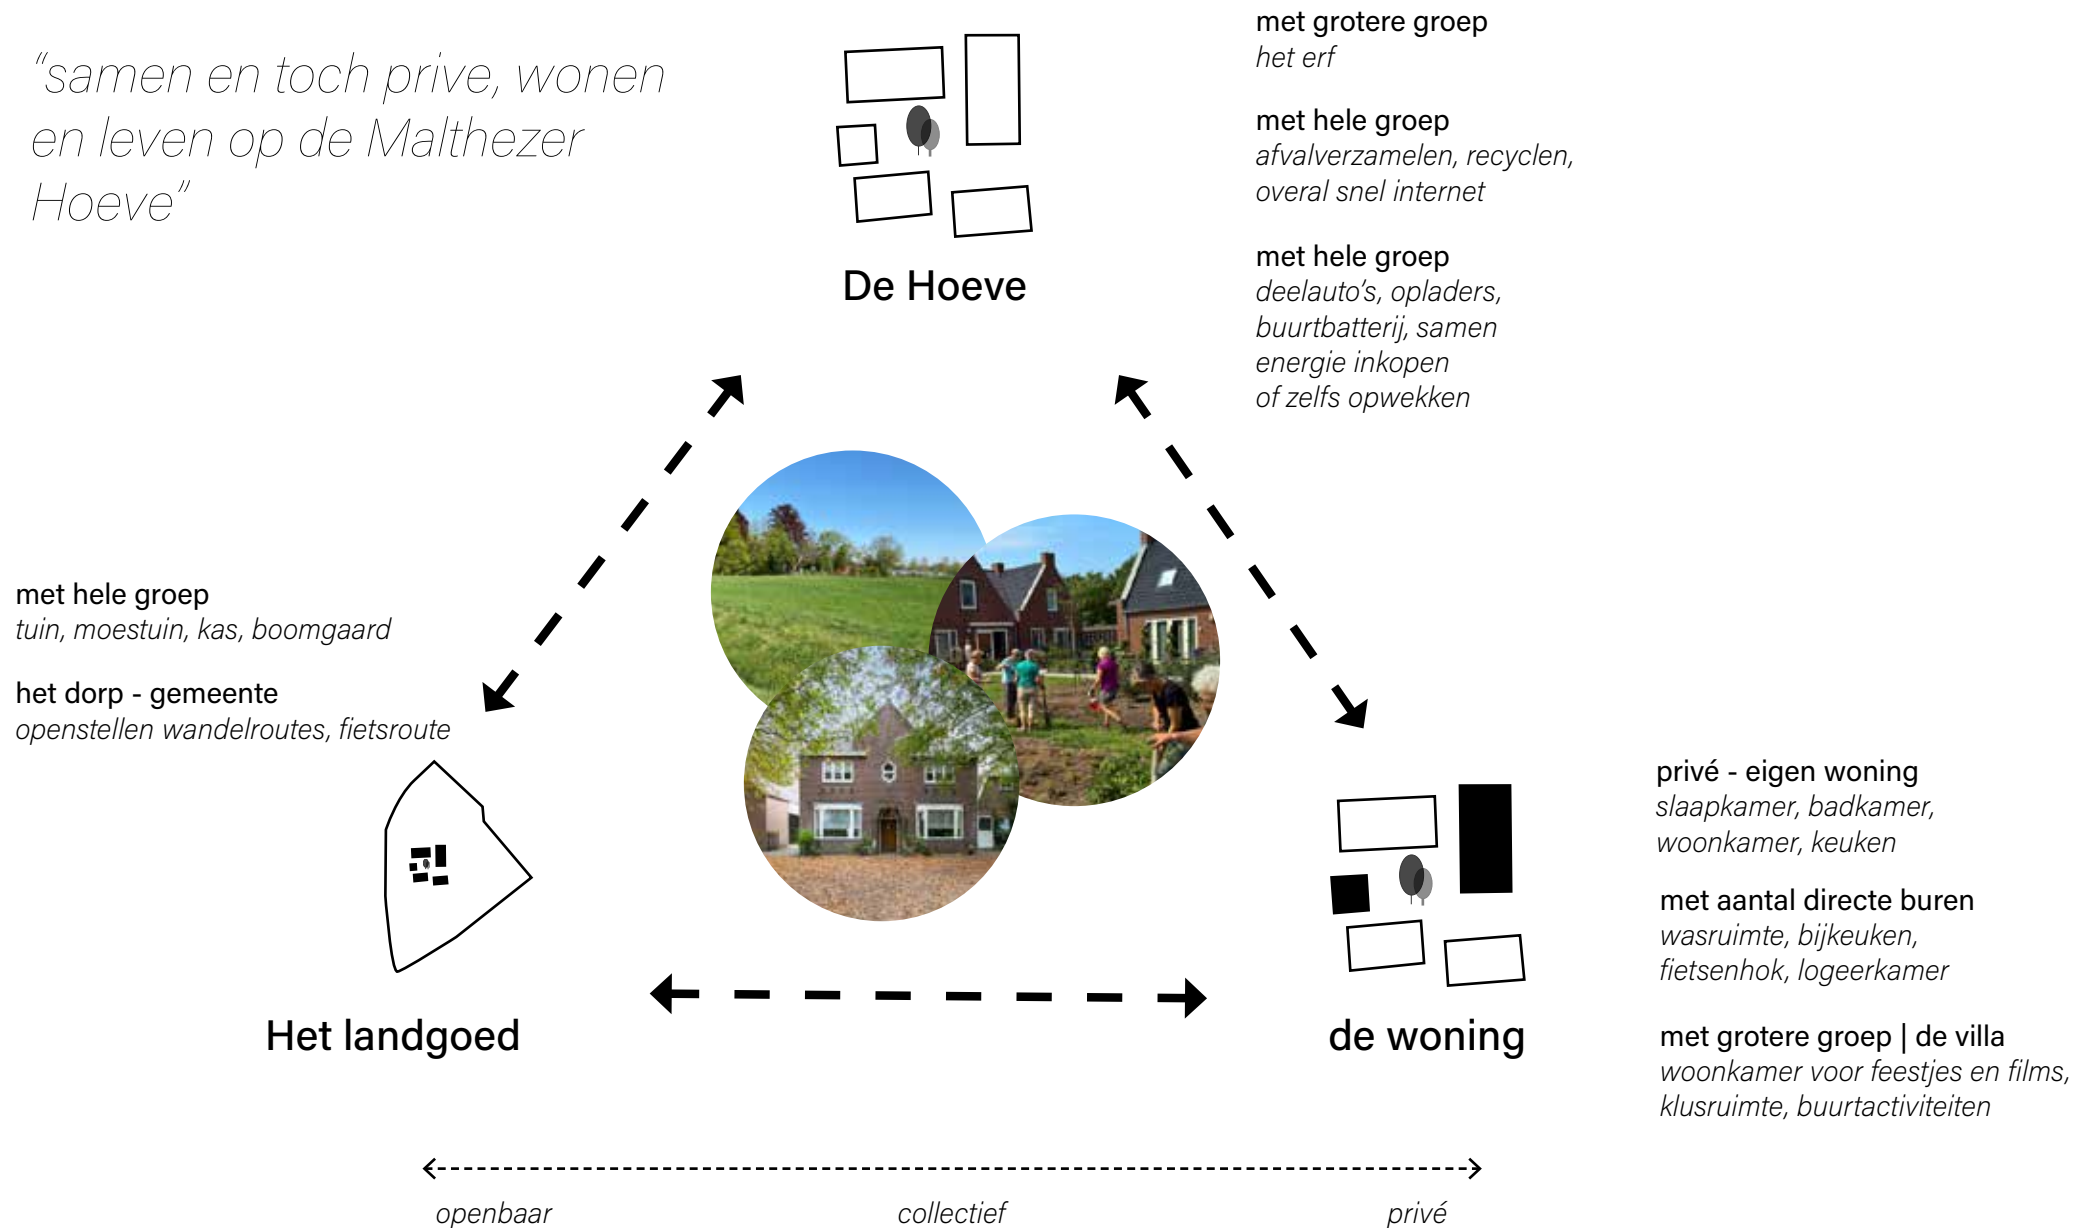 “samen en toch prive, wonen
en leven op de Malthezer
Hoeve”
De Hoeve
met grotere groep
het erf
met hele groep
afvalverzamelen, recyclen,
overal snel internet
met hele groep
deelauto’s, opladers,
buurtbatterij, samen
energie inkopen
of zelfs opwekken
met hele groep
tuin, moestuin, kas, boomgaard
het dorp - gemeente
openstellen wandelroutes, fietsroute
Het landgoed
de woning
privé - eigen woning
slaapkamer, badkamer,
woonkamer, keuken
met aantal directe buren
wasruimte, bijkeuken,
fietsenhok, logeerkamer
met grotere groep | de villa
woonkamer voor feestjes en films,
klusruimte, buurtactiviteiten
openbaar
collectief
privé